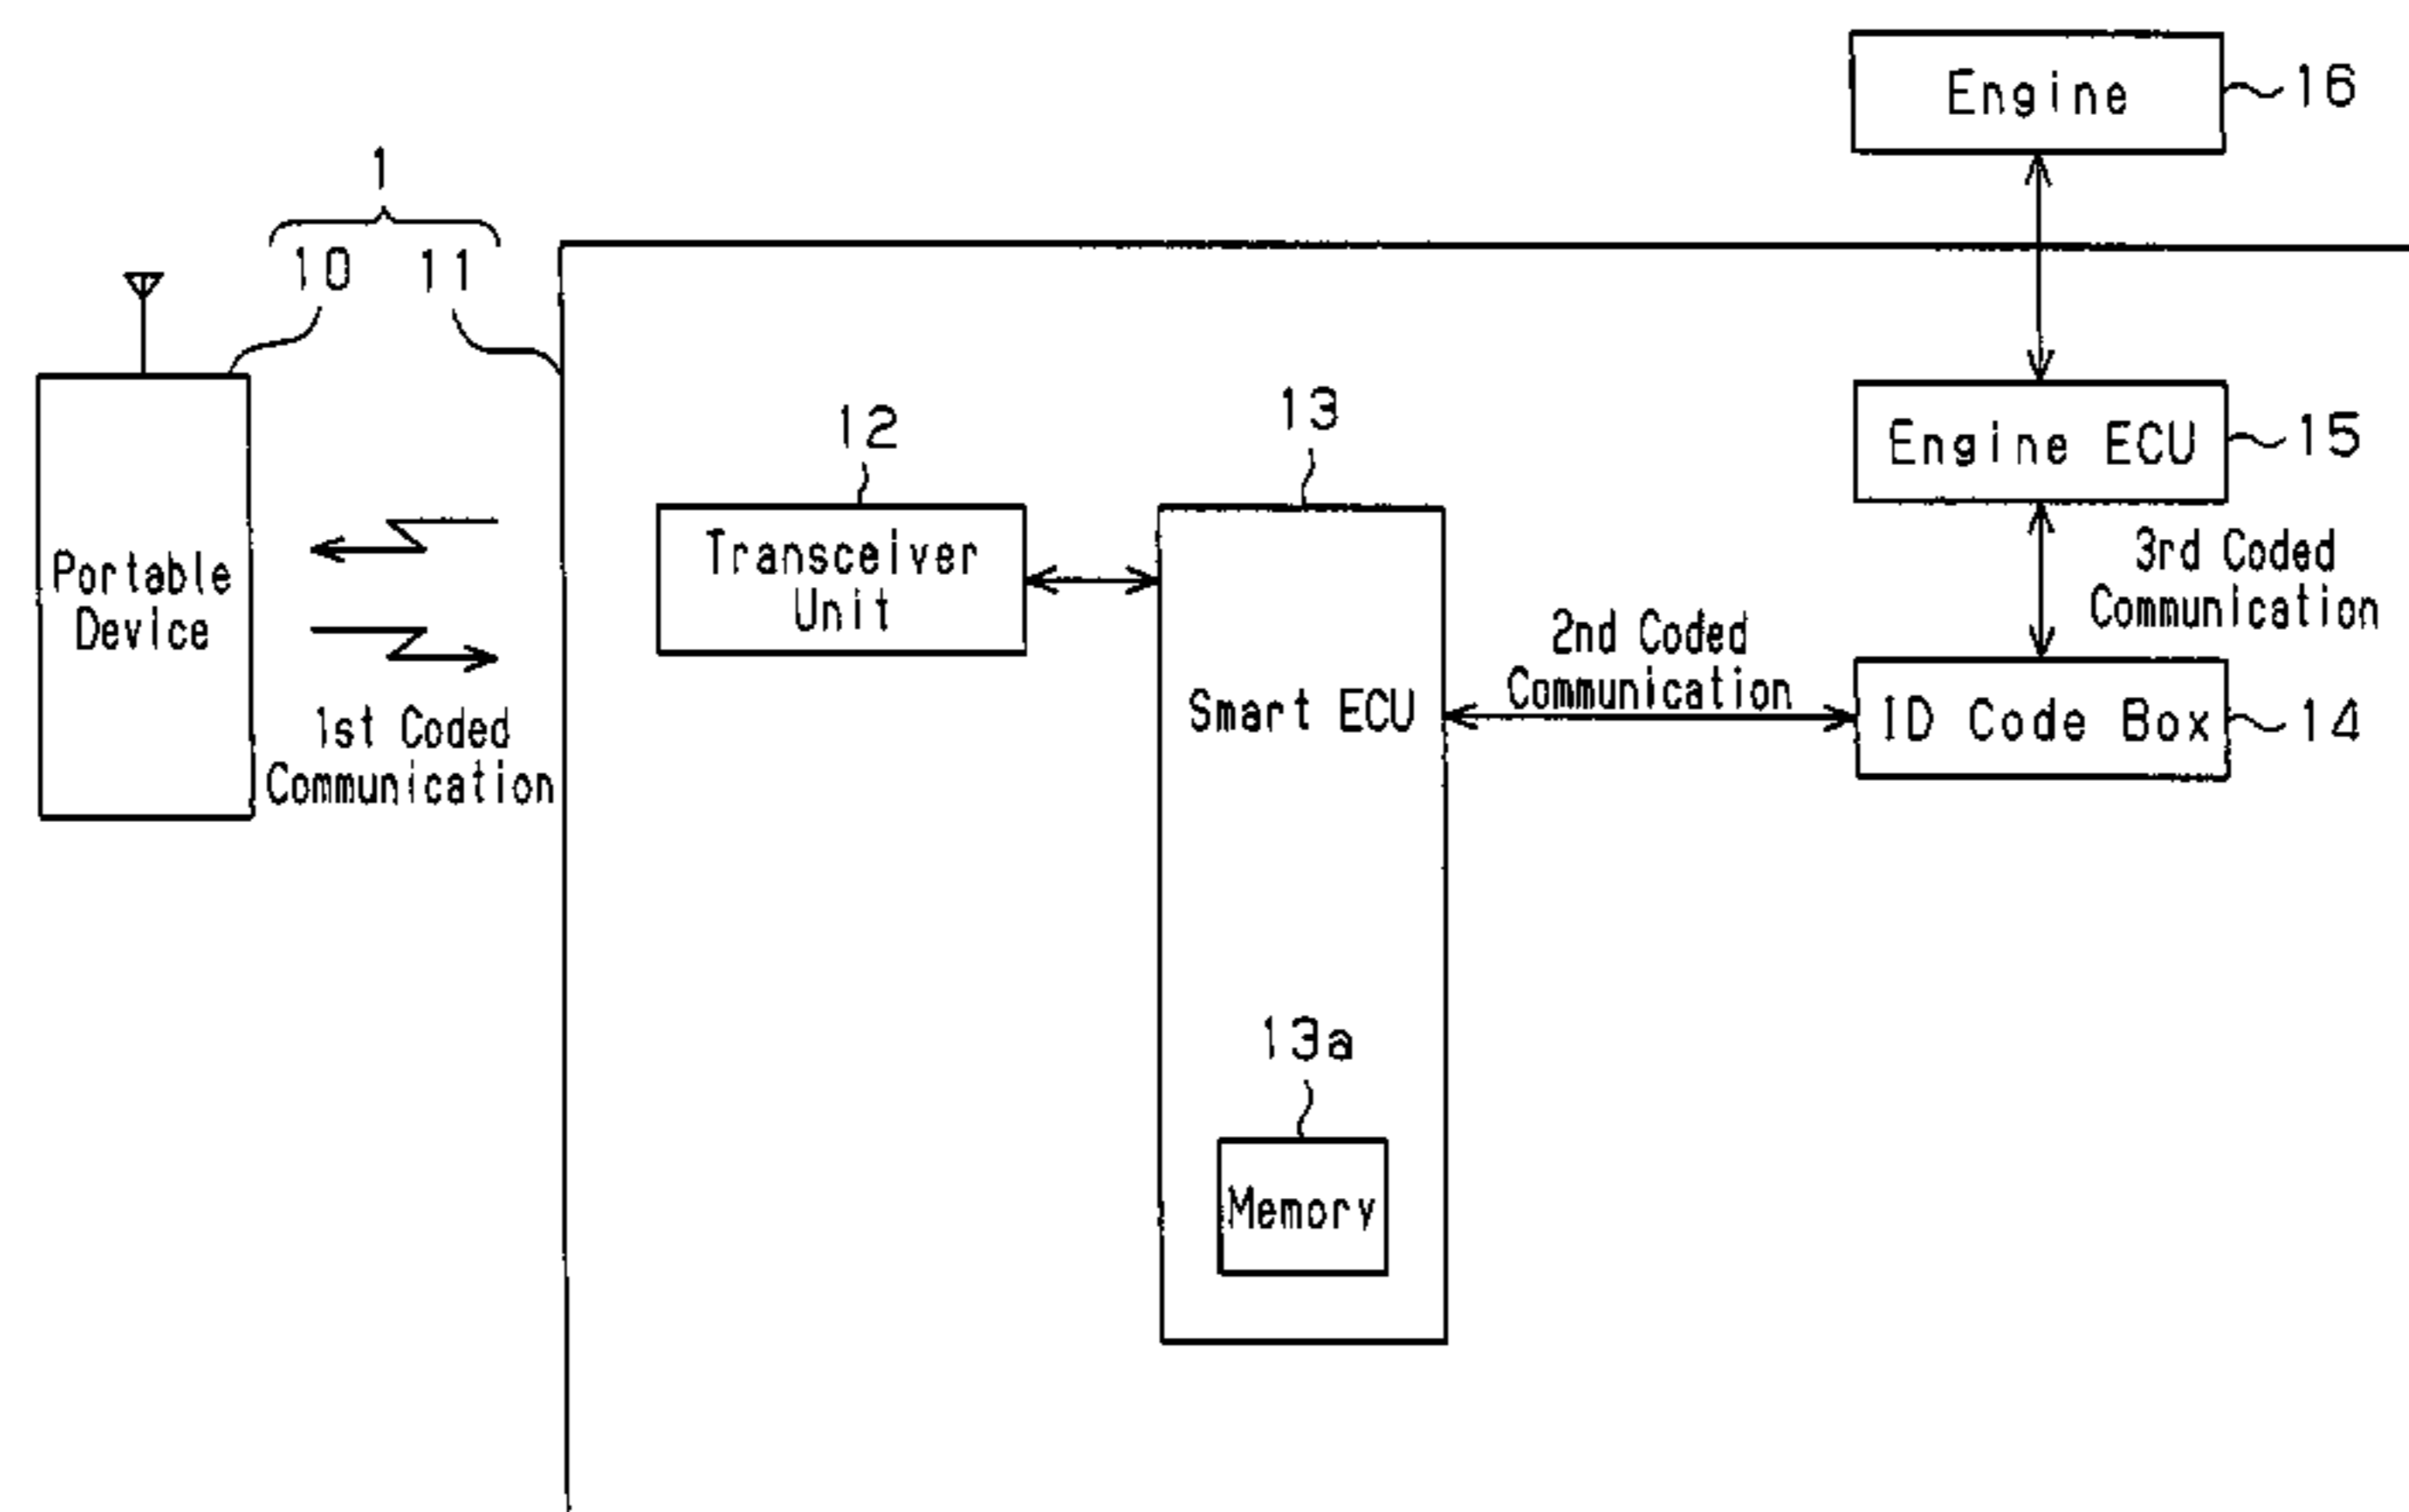 Engine
16
1
10
11
12
13
Engine ECU
15
Transceiver
Unit
3rd Coded
Communication
Portable
Device
2nd Coded
Communication
Smart ECU
ID Code Box
14
1st Coded
Communication
13a
Memory